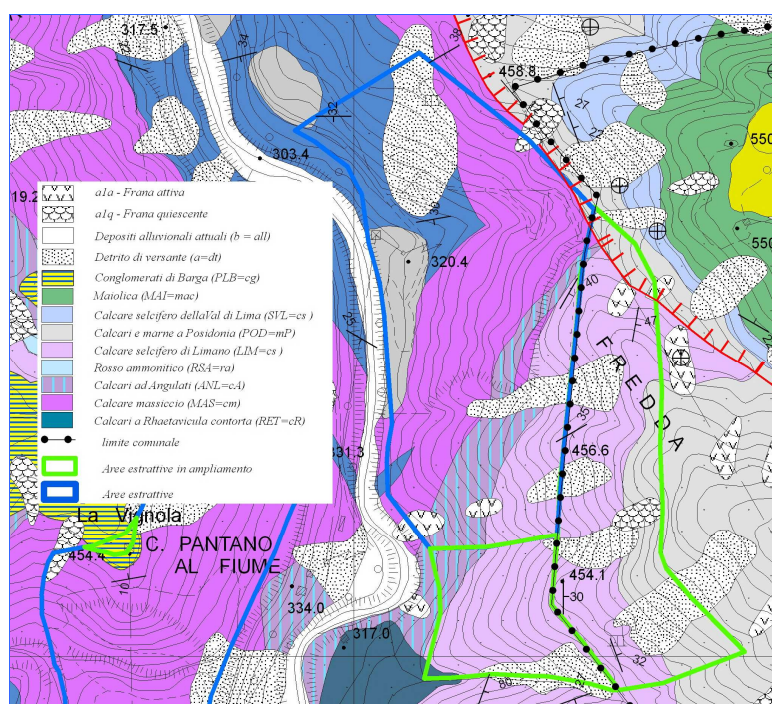 317.5
34
38
458.8
27
32
303.4
550
19.2
a1a - Frana attiva
a1q - Frana quiescente
Depositi alluvionali attuali (b = all)
Detrito di versante (a=dt)
Conglomerati di Barga (PLB=cg)
Maiolica (MAI=mac)
Calcare selcifero dellaVal di Lima (SVL=cs )
Calcari e marne a Posidonia (POD=mP)
Calcare selcifero di Limano (LIM=cs )
Rosso ammonitico (RSA=ra)
Calcari ad Angulati (ANL=cA)
Calcare massiccio (MAS=cm)
Calcari a Rhaetavicula contorta (RET=cR)
limite comunale
Aree estrattive in ampliamento
Aree estrattive
320.4
550
40
25
47
FREDDA
35
331.3
456.6
La Vignola
C. PANTANO
AL FIUME
454.4
10
454.1
30
334.0
317.0
32
80
27